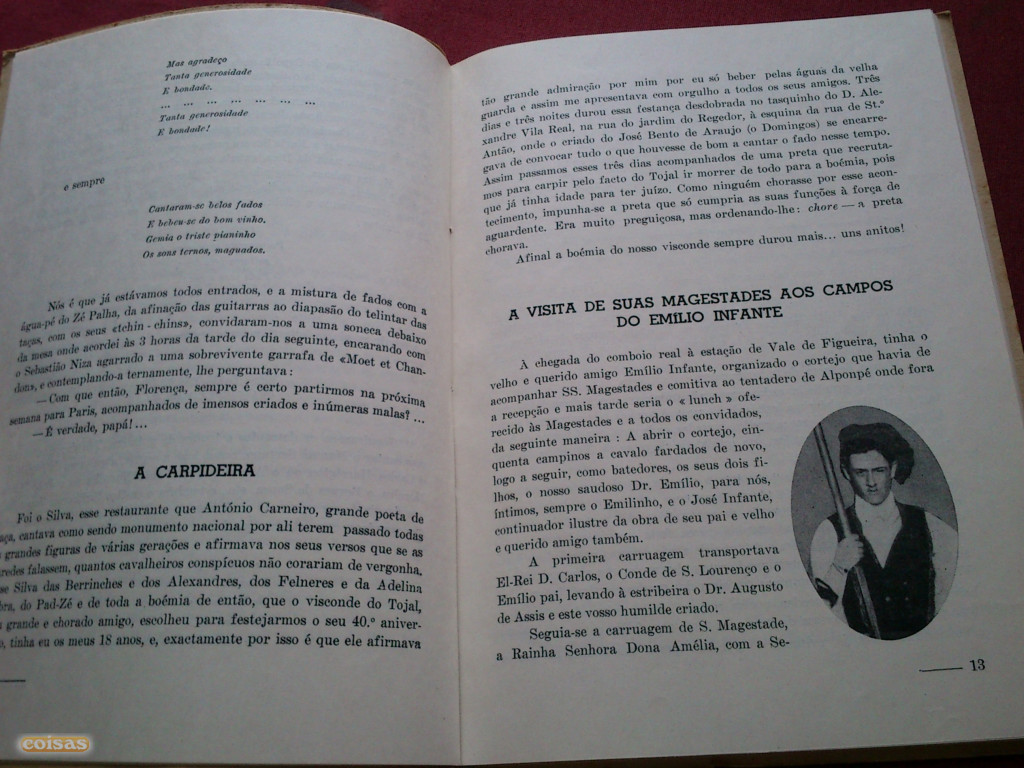 Mas agradeço
Tanta generosidade
E bondade.
... ... ... ... ... ... ...
Tanta generosidade
E bondade!
e sempre
Cantaram-se belos fados
E bebeu-se do bom vinho.
Gemia o triste pianinho
Os sons ternos, maguados.
Nós é que já estávamos todos entrados, e a mistura de fados com a
água-pé do Zé Palha, da afinação das guitarras ao diapasão do telintar das
taças, com os seus «tchin - chins», convidaram-nos a uma soneca debaixo
da mesa onde acordei às 3 horas da tarde do dia seguinte, encarando com
o Sebastião Niza agarrado a uma sobrevivente garrafa de «Moet et Chan-
don», e contemplando-a ternamente, lhe perguntava:
— Com que então, Florença, sempre é certo partirmos na próxima
semana para Paris, acompanhados de imensos criados e inúmeras malas? ...
— É verdade, papá!...
A CARPIDEIRA
Foi o Silva, esse restaurante que António Carneiro, grande poeta de
aça, cantava como sendo monumento nacional por ali terem passado todas
grandes figuras de várias gerações e afirmava nos seus versos que se as
redes falassem, quantos cavalheiros conspícuos não corariam de vergonha.
se Silva das Berrinches e dos Alexandres, dos Felneres e da Adelina
bra, do Pad-Zé e de toda a boémia de então, que o visconde do Tojal,
grande e chorado amigo, escolheu para festejarmos o seu 40.º aniver-
o, tinha eu os meus 18 anos, e, exactamente por isso é que ele afirmava
tão grande admiração por mim por eu só beber pelas águas da velha
guarda e assim me apresentava com orgulho a todos os seus amigos. Três
dias e três noites durou essa festança desdobrada no tasquinho do D. Ale-
xandre Vila Real, na rua do jardim do Regedor, à esquina da rua de St.º
Antão, onde o criado do José Bento de Araujo (o Domingos) se encarre-
gava de convocar tudo o que houvesse de bom a cantar o fado nesse tempo.
Assim passamos esses três dias acompanhados de uma preta que recruta-
mos para carpir pelo facto do Tojal ir morrer de todo para a boémia, pois
que já tinha idade para ter juízo. Como ninguém chorasse por esse acon-
tecimento, impunha-se a preta que só cumpria as suas funções à força de
aguardente. Era muito preguiçosa, mas ordenando-lhe: chore — a preta
chorava.
Afinal a boémia do nosso visconde sempre durou mais... uns anitos!
A VISITA DE SUAS MAGESTADES AOS CAMPOS
DO EMÍLIO INFANTE
À chegada do comboio real à estação de Vale de Figueira, tinha o
velho e querido amigo Emílio Infante, organizado o cortejo que havia de
acompanhar SS. Magestades e comitiva ao tentadero de Alponpé onde fora
a recepção e mais tarde seria o « lunch » ofe-
recido às Magestades e a todos os convidados,
da seguinte maneira : A abrir o cortejo, cin-
quenta campinos a cavalo fardados de novo,
logo a seguir, como batedores, os seus dois fi-
lhos, o nosso saudoso Dr. Emílio, para nós,
íntimos, sempre o Emilinho, e o José Infante,
continuador ilustre da obra de seu pai e velho
e querido amigo também.
A primeira carruagem transportava
El-Rei D. Carlos, o Conde de S. Lourenço e o
Emílio pai, levando à estribeira o Dr. Augusto
de Assis e este vosso humilde criado.
Seguia-se a carruagem de S. Magestade,
a Rainha Senhora Dona Amélia, com a Se-
13
coisas